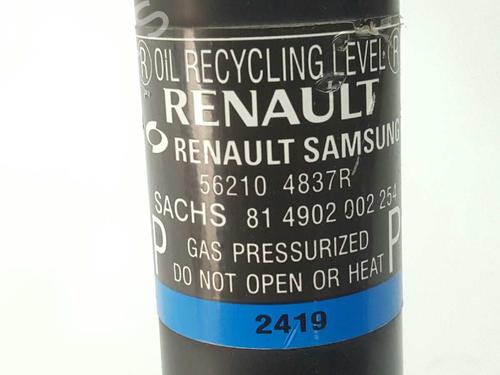 R OIL RECYCLING LEVEL R
RENAULT
RENAULT SAMSUNG
56210 4837R
SACHS 81 4902 002 254
P GAS PRESSURIZED P
DO NOT OPEN OR HEAT
2419